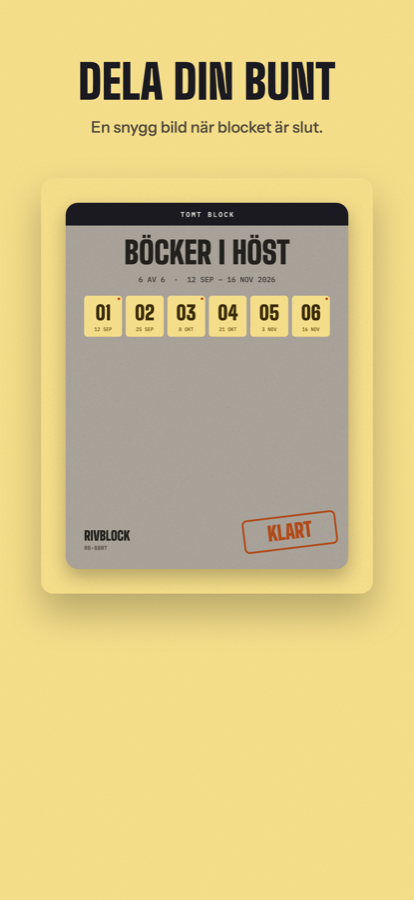 DELA DIN BUNT
En snygg bild när blocket är slut.
TOMT BLOCK
BÖCKER I HÖST
6 AV 6 · 12 SEP – 16 NOV 2026
01 02 03 04 05 06
12 SEP 25 SEP 8 OKT 21 OKT 3 NOV 16 NOV
RIVBLOCK
KLART